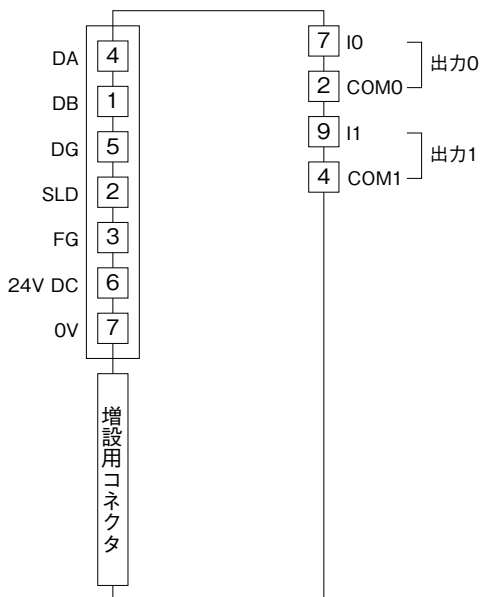 DA 4
DB 1
DG 5
SLD 2
FG 3
24V DC 6
0V 7
増設用コネクタ
7 I0
2 COM0
出力0
9 I1
4 COM1
出力1